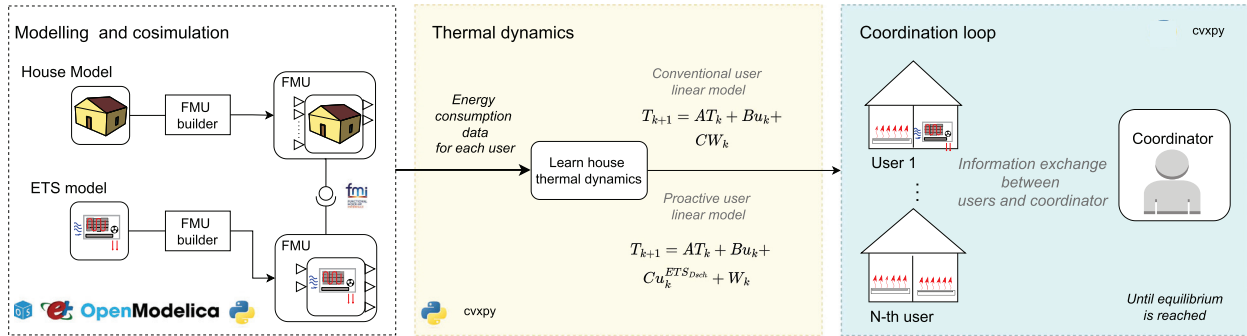 Modelling and cosimulation
House Model
FMU
builder
FMU
ETS model
FMU
builder
FMU
fmi
OpenModelica
Thermal dynamics
Energy
consumption
data
for each user
Learn house
thermal dynamics
Conventional user
linear model
$T_{k+1} = AT_k + Bu_k +$
$CW_k$
Proactive user
linear model
$T_{k+1} = AT_k + Bu_k +$
$Cu_k^{ETS_{Dsch}} + W_k$
cvxpy
Coordination loop
cvxpy
User 1
Information exchange
between
users and coordinator
Coordinator
N-th user
Until equilibrium
is reached